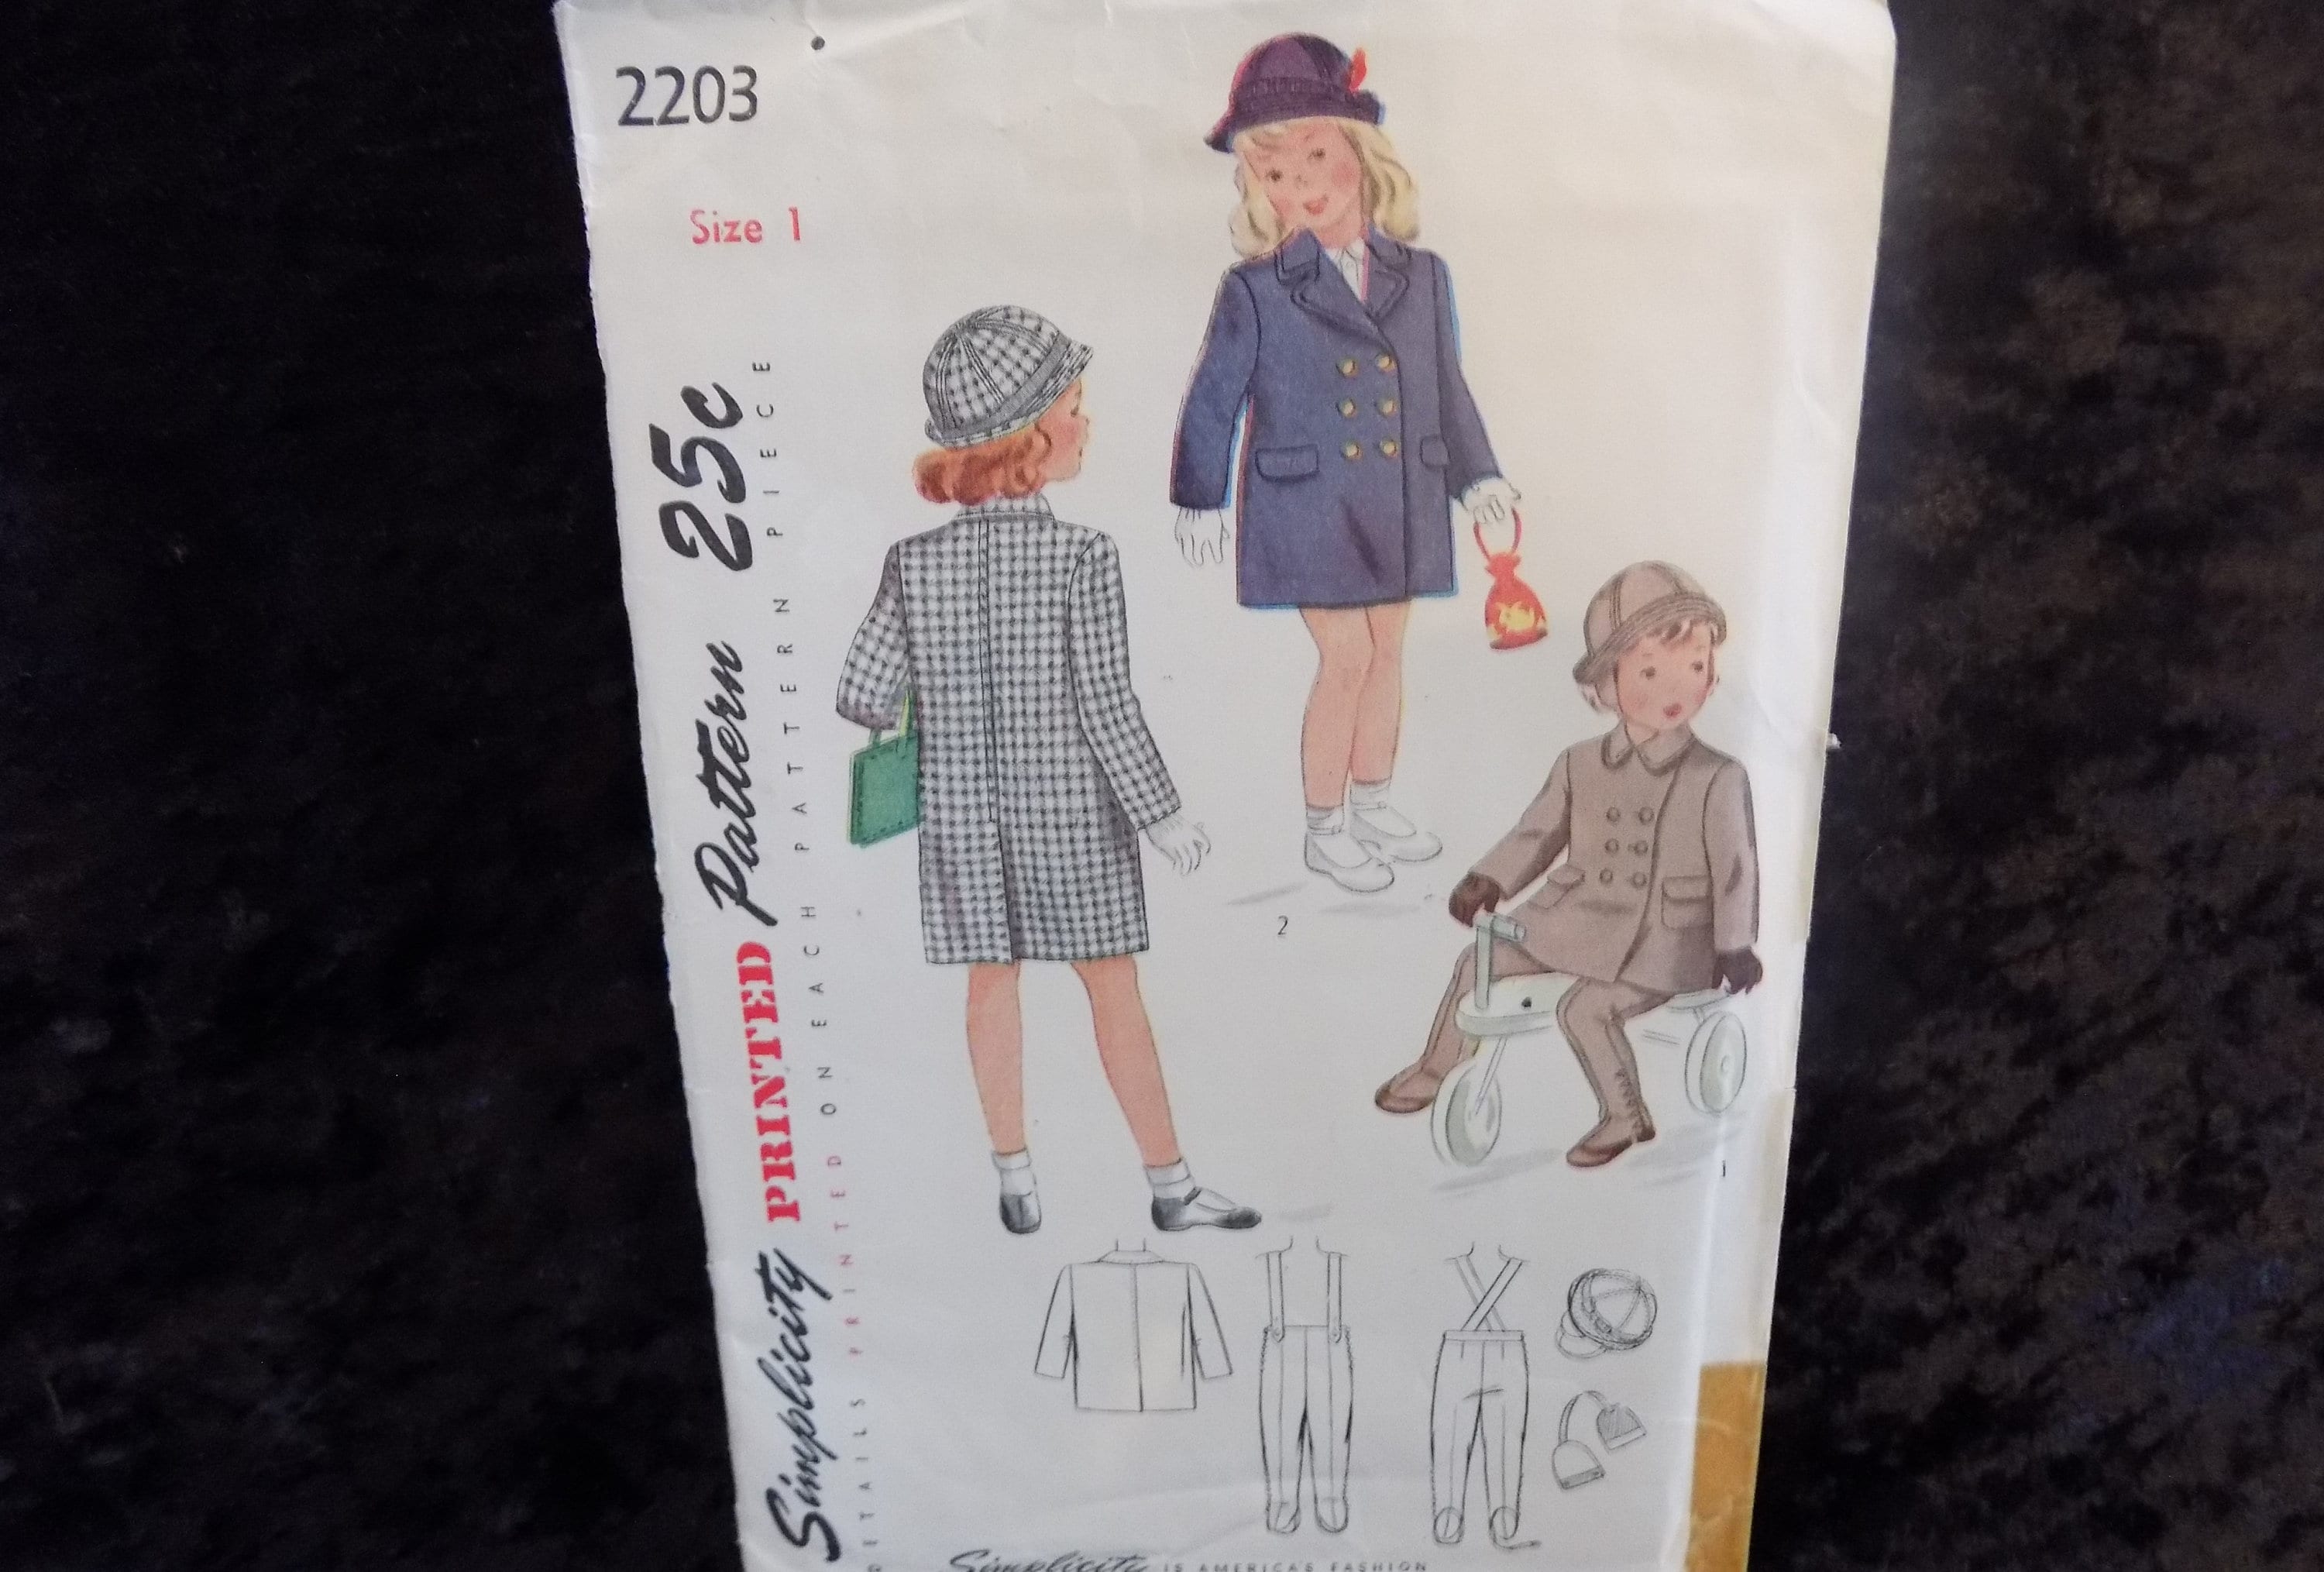 2203
Size 1
Simplicity PRINTED Pattern 25c
DETAILS PRINTED ON EACH PATTERN PIECE
2
1
Simplicity IS AMERICA'S FASHION